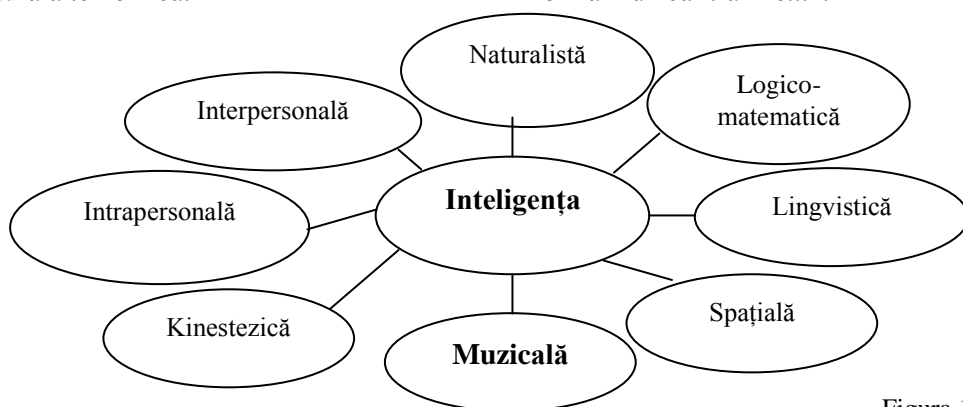 Naturalistă
Logico-
matematică
Interpersonală
Inteligența
Intrapersonală
Lingvistică
Kinestezică
Spațială
Muzicală
Figura